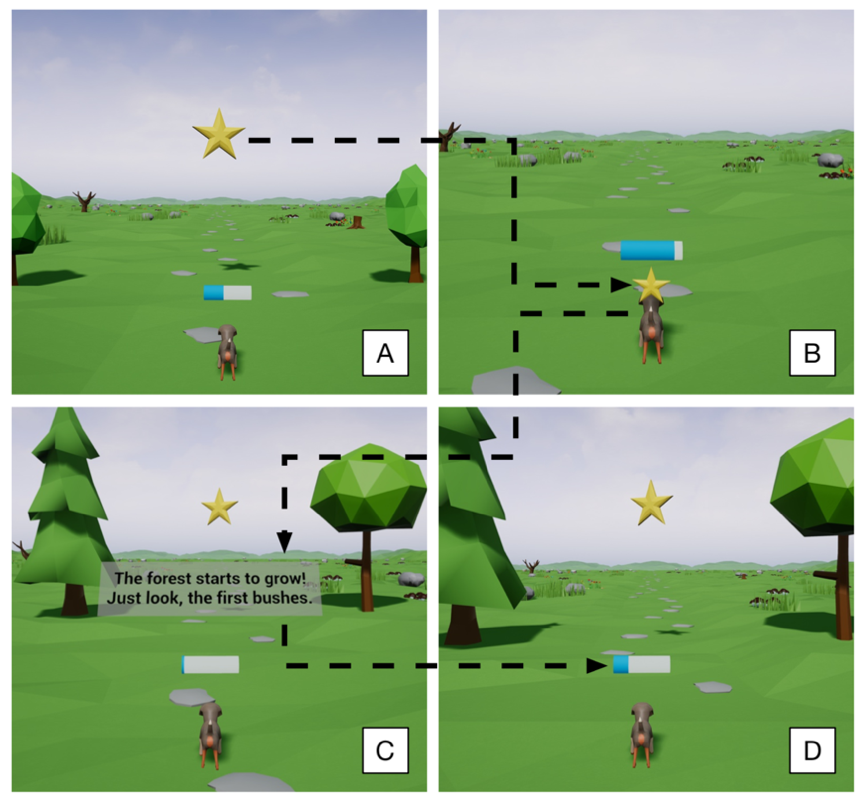 A
B
The forest starts to grow!
Just look, the first bushes.
C
D